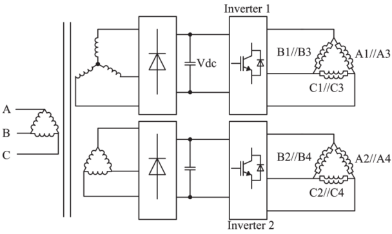 Inverter 1
B1//B3
A1//A3
Vdc
C1//C3
A
B
C
B2//B4
A2//A4
C2//C4
Inverter 2